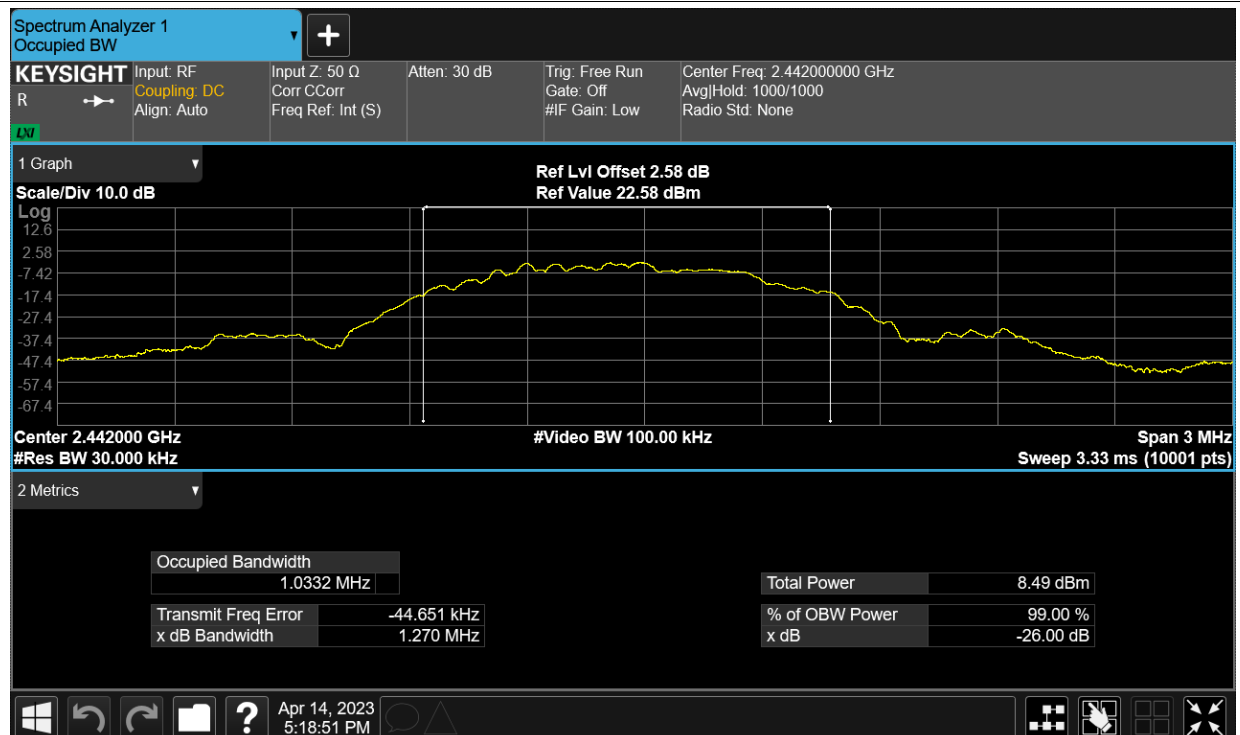 Spectrum Analyzer 1
Occupied BW
+
KEYSIGHT Input: RF Input Z: 50 Ω Atten: 30 dB Trig: Free Run Center Freq: 2.442000000 GHz
R Coupling: DC Corr CCorr Gate: Off Avg|Hold: 1000/1000
Align: Auto Freq Ref: Int (S) #IF Gain: Low Radio Std: None
LXI
1 Graph
Ref Lvl Offset 2.58 dB
Scale/Div 10.0 dB Ref Value 22.58 dBm
Log
12.6
2.58
-7.42
-17.4
-27.4
-37.4
-47.4
-57.4
-67.4
Center 2.442000 GHz #Video BW 100.00 kHz Span 3 MHz
#Res BW 30.000 kHz Sweep 3.33 ms (10001 pts)
2 Metrics
Occupied Bandwidth
1.0332 MHz Total Power 8.49 dBm
Transmit Freq Error -44.651 kHz % of OBW Power 99.00 %
x dB Bandwidth 1.270 MHz x dB -26.00 dB
? Apr 14, 2023
5:18:51 PM